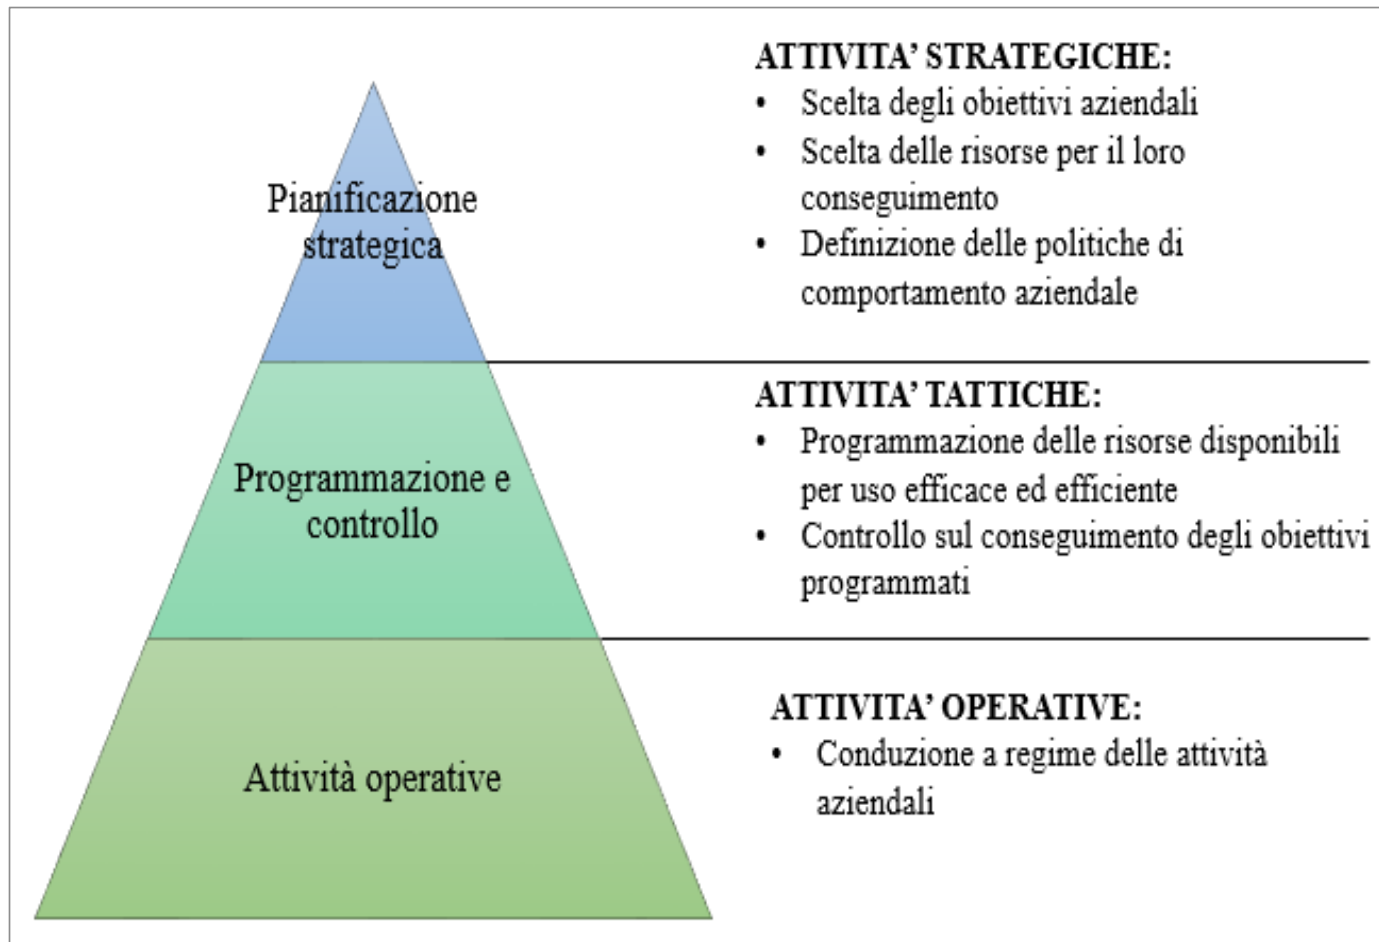 Pianificazione
strategica
ATTIVITA’ STRATEGICHE:
• Scelta degli obiettivi aziendali
• Scelta delle risorse per il loro
conseguimento
• Definizione delle politiche di
comportamento aziendale
Programmazione e
controllo
ATTIVITA’ TATTICHE:
• Programmazione delle risorse disponibili
per uso efficace ed efficiente
• Controllo sul conseguimento degli obiettivi
programmati
Attività operative
ATTIVITA’ OPERATIVE:
• Conduzione a regime delle attività
aziendali